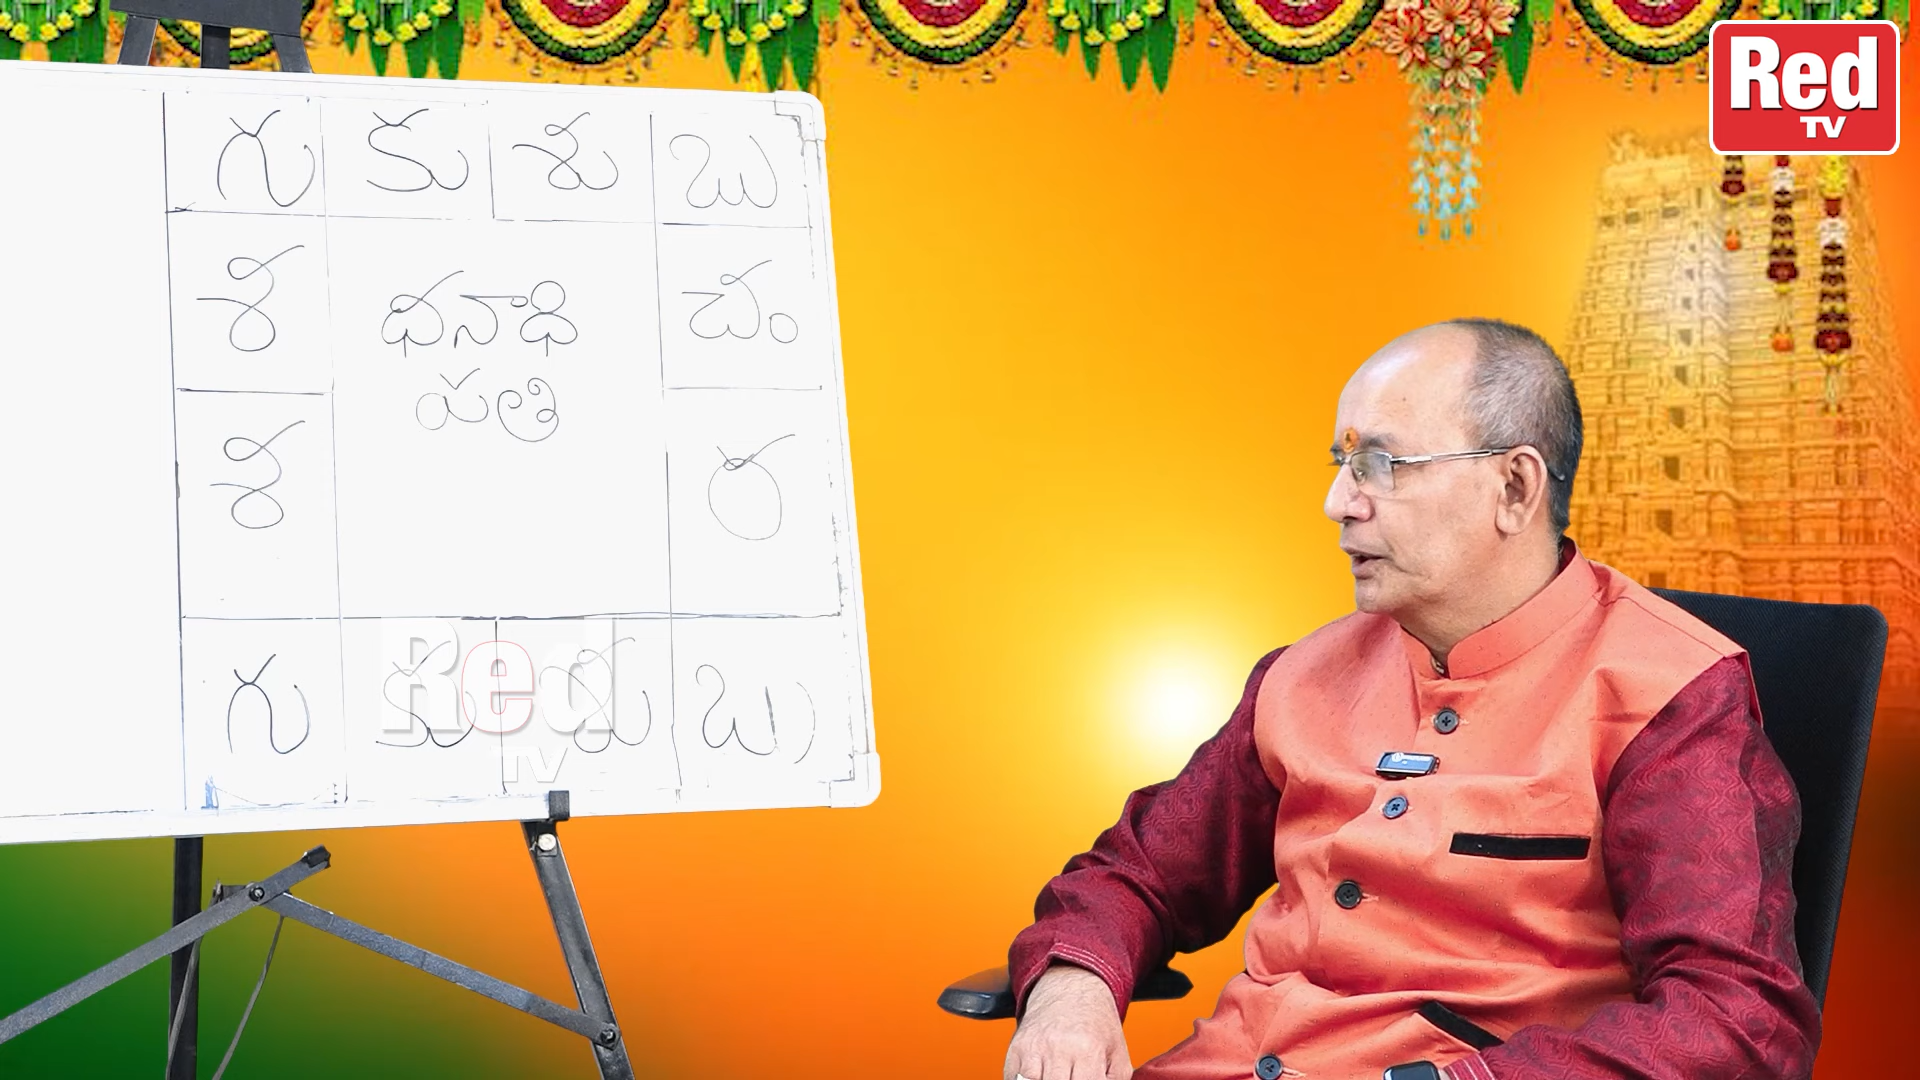 గు కు శు బు
శ ధనాధి చం
పతి
శ ర
గు కు శు బు
Red
TV
Red
TV